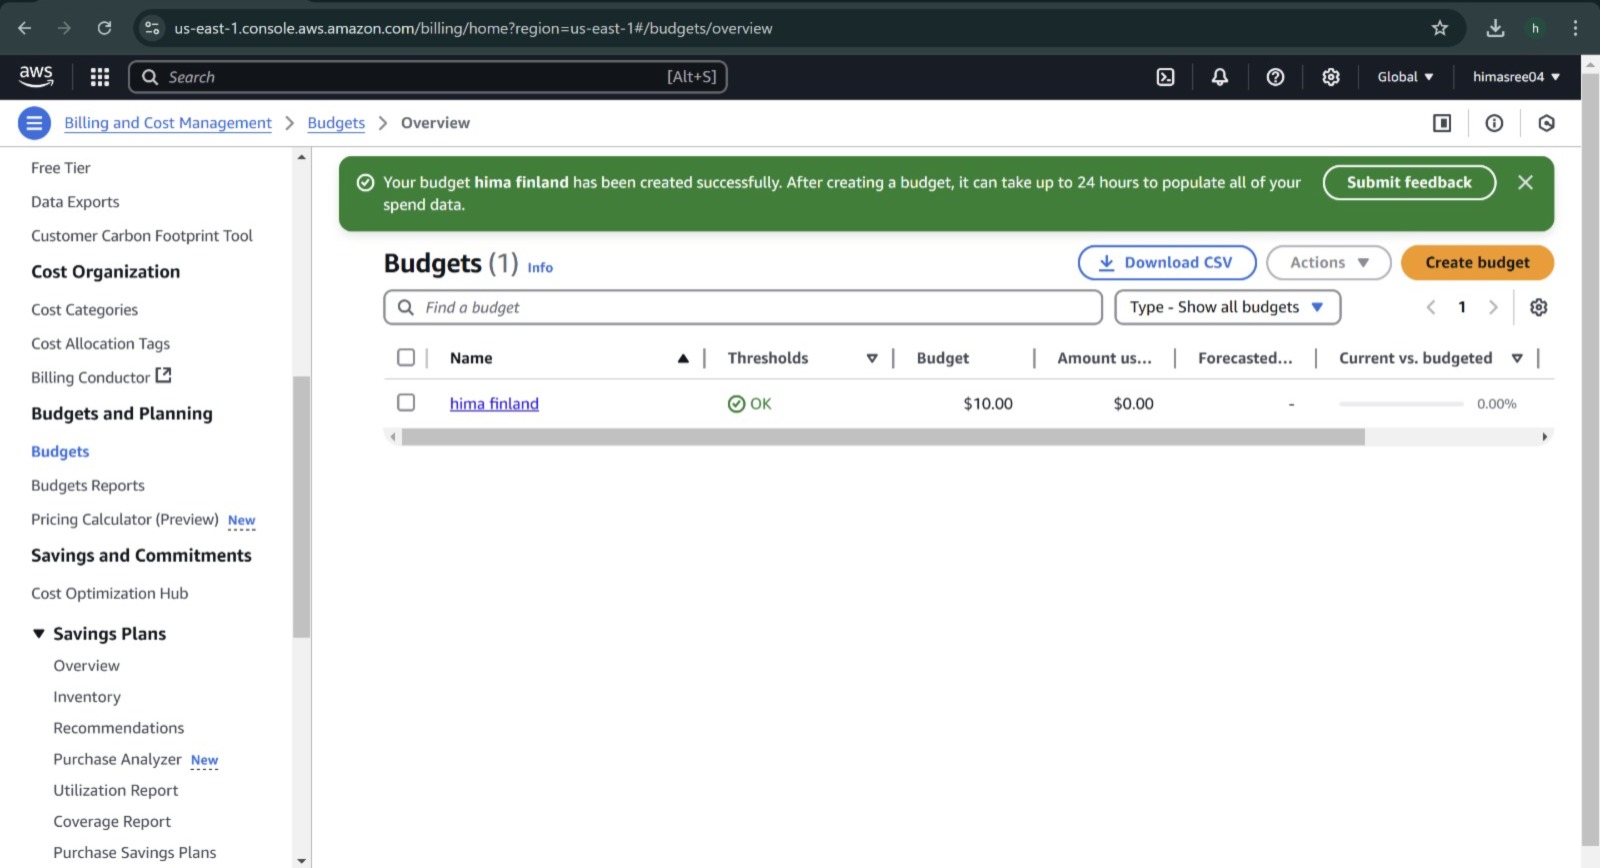 us-east-1.console.aws.amazon.com/billing/home?region=us-east-1#/budgets/overview
h
aws
Search
[Alt+S]
Global
himasree04
Billing and Cost Management
Budgets
Overview
Free Tier
Data Exports
Customer Carbon Footprint Tool
Cost Organization
Cost Categories
Cost Allocation Tags
Billing Conductor
Budgets and Planning
Budgets
Budgets Reports
Pricing Calculator (Preview) New
Savings and Commitments
Cost Optimization Hub
Savings Plans
Overview
Inventory
Recommendations
Purchase Analyzer New
Utilization Report
Coverage Report
Purchase Savings Plans
Your budget hima finland has been created successfully. After creating a budget, it can take up to 24 hours to populate all of your
spend data.
Submit feedback
Budgets (1) Info
Download CSV
Actions
Create budget
Find a budget
Type - Show all budgets
1
Name Thresholds Budget Amount us... Forecasted... Current vs. budgeted
hima finland OK $10.00 $0.00 - 0.00%